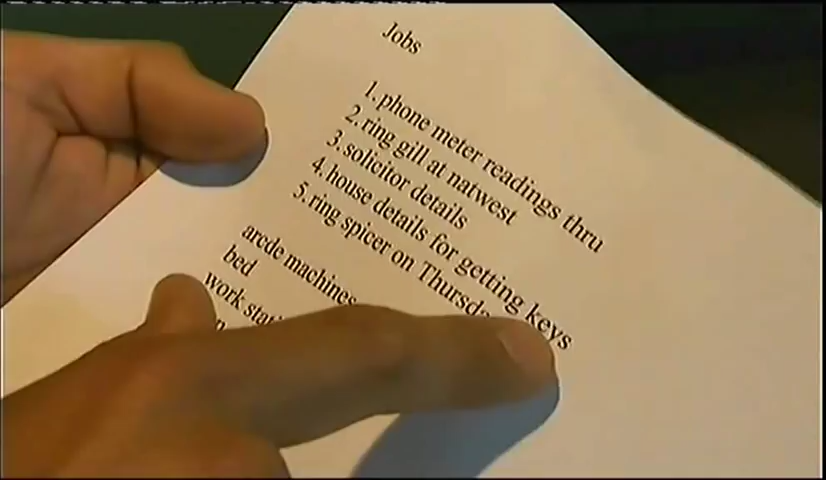 Jobs
1. phone meter readings thru
2. ring gill at natwest
3. solicitor details
4. house details for getting keys
5. ring spicer on
arcde machines
bed
work